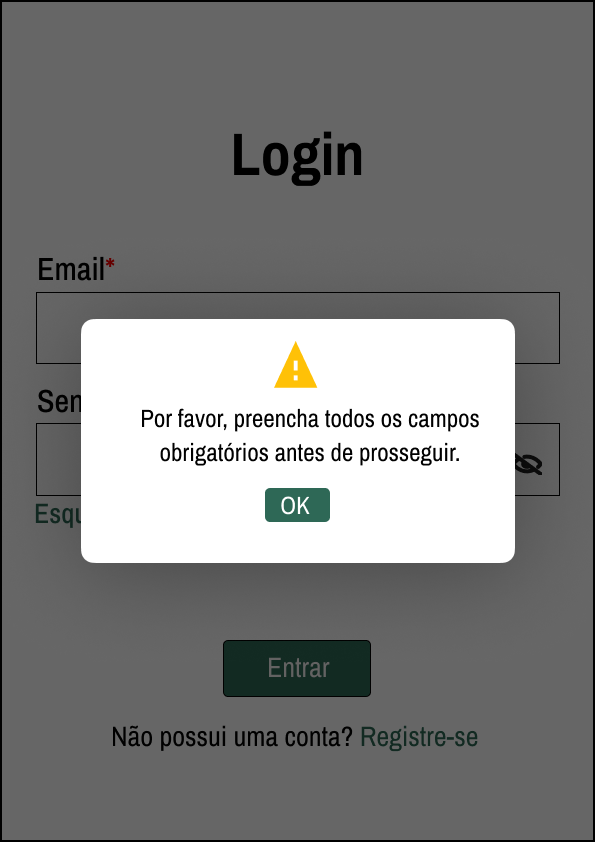 Login
Email*
Sen
Por favor, preencha todos os campos
obrigatórios antes de prosseguir.
OK
Esqu
Entrar
Não possui uma conta? Registre-se